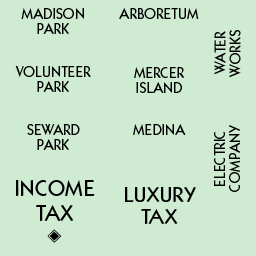 MADISON
PARK
ARBORETUM
WATER
WORKS
VOLUNTEER
PARK
MERCER
ISLAND
SEWARD
PARK
MEDINA
ELECTRIC
COMPANY
INCOME
TAX
LUXURY
TAX